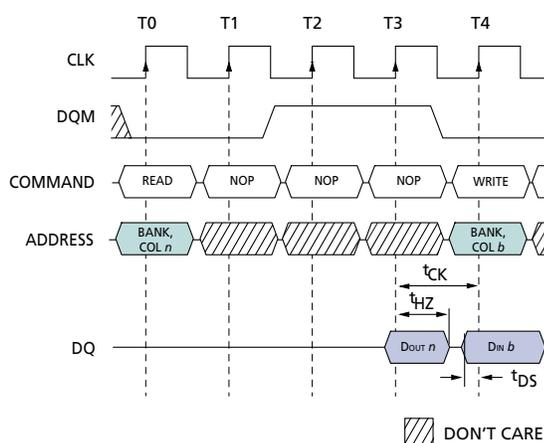 T0 T1 T2 T3 T4
CLK
DQM
COMMAND READ NOP NOP NOP WRITE
ADDRESS BANK, COL n BANK, COL b
tCK
tHZ
DQ DOUT n DIN b
tDS
DON'T CARE